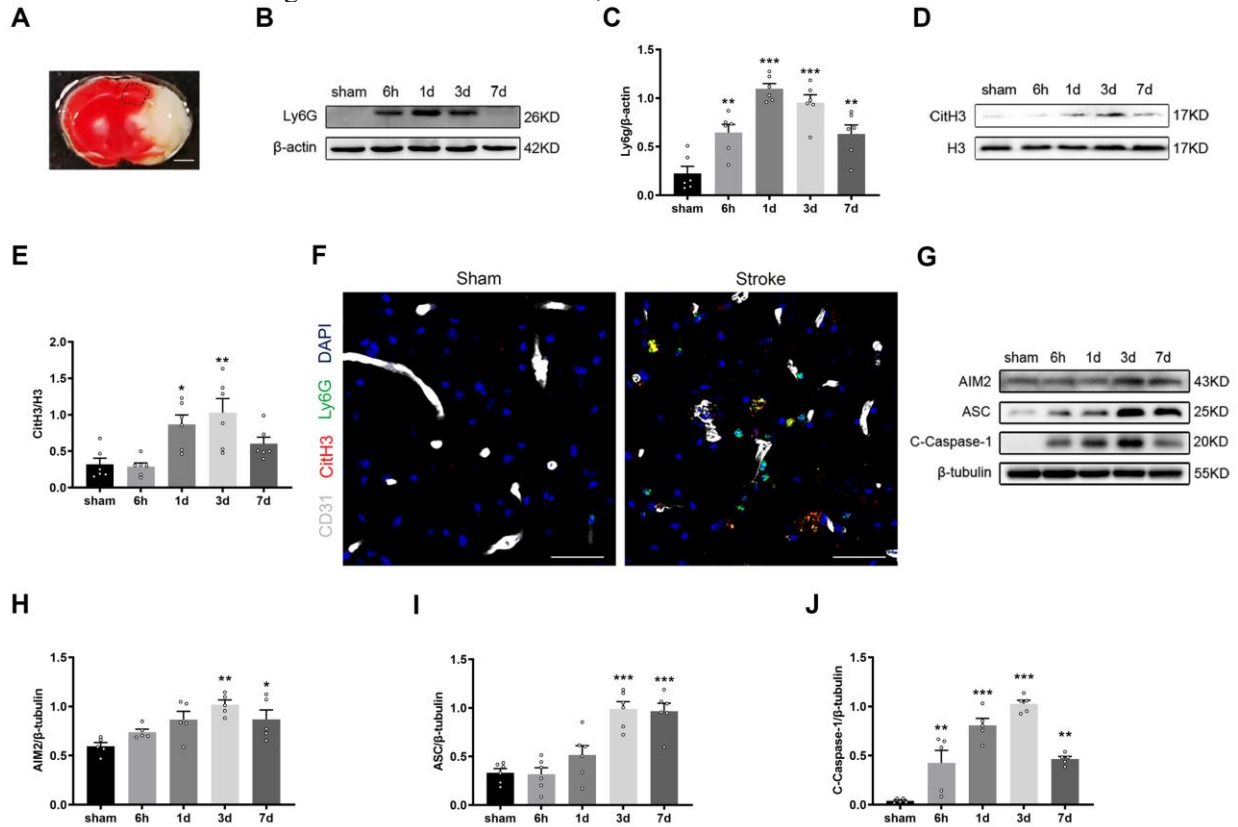 A
B
sham 6h 1d 3d 7d
Ly6G 26KD
β-actin 42KD
C
Ly6g/β-actin
1.5
1.0
0.5
0.0
** *** *** **
sham 6h 1d 3d 7d
D
sham 6h 1d 3d 7d
CitH3 17KD
H3 17KD
E
CitH3/H3
2.0
1.5
1.0
0.5
0.0
* **
sham 6h 1d 3d 7d
F
Sham Stroke
CD31 CitH3 Ly6G DAPI
G
sham 6h 1d 3d 7d
AIM2 43KD
ASC 25KD
C-Caspase-1 20KD
β-tubulin 55KD
H
AIM2/β-tubulin
1.5
1.0
0.5
0.0
** *
sham 6h 1d 3d 7d
I
ASC/β-tubulin
1.5
1.0
0.5
0.0
*** ***
sham 6h 1d 3d 7d
J
C-Caspase-1/β-tubulin
1.5
1.0
0.5
0.0
** *** *** **
sham 6h 1d 3d 7d